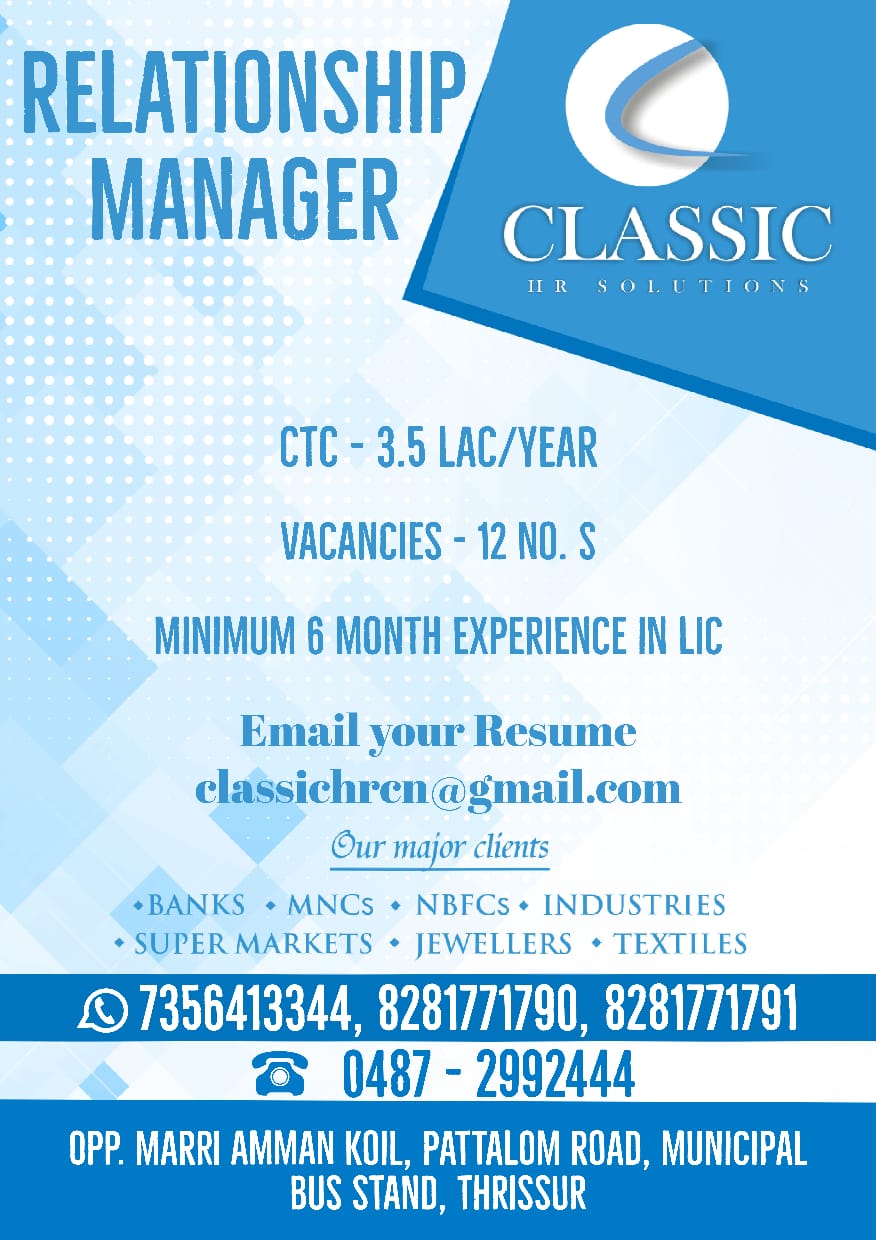 RELATIONSHIP
MANAGER
CLASSIC
HR SOLUTIONS
CTC - 3.5 LAC/YEAR
VACANCIES - 12 NO. S
MINIMUM 6 MONTH EXPERIENCE IN LIC
Email your Resume
classichrcn@gmail.com
Our major clients
◆BANKS ◆ MNCs ◆ NBFCs ◆ INDUSTRIES
◆ SUPER MARKETS ◆ JEWELLERS ◆ TEXTILES
7356413344, 8281771790, 8281771791
0487 - 2992444
OPP. MARRI AMMAN KOIL, PATTALOM ROAD, MUNICIPAL
BUS STAND, THRISSUR